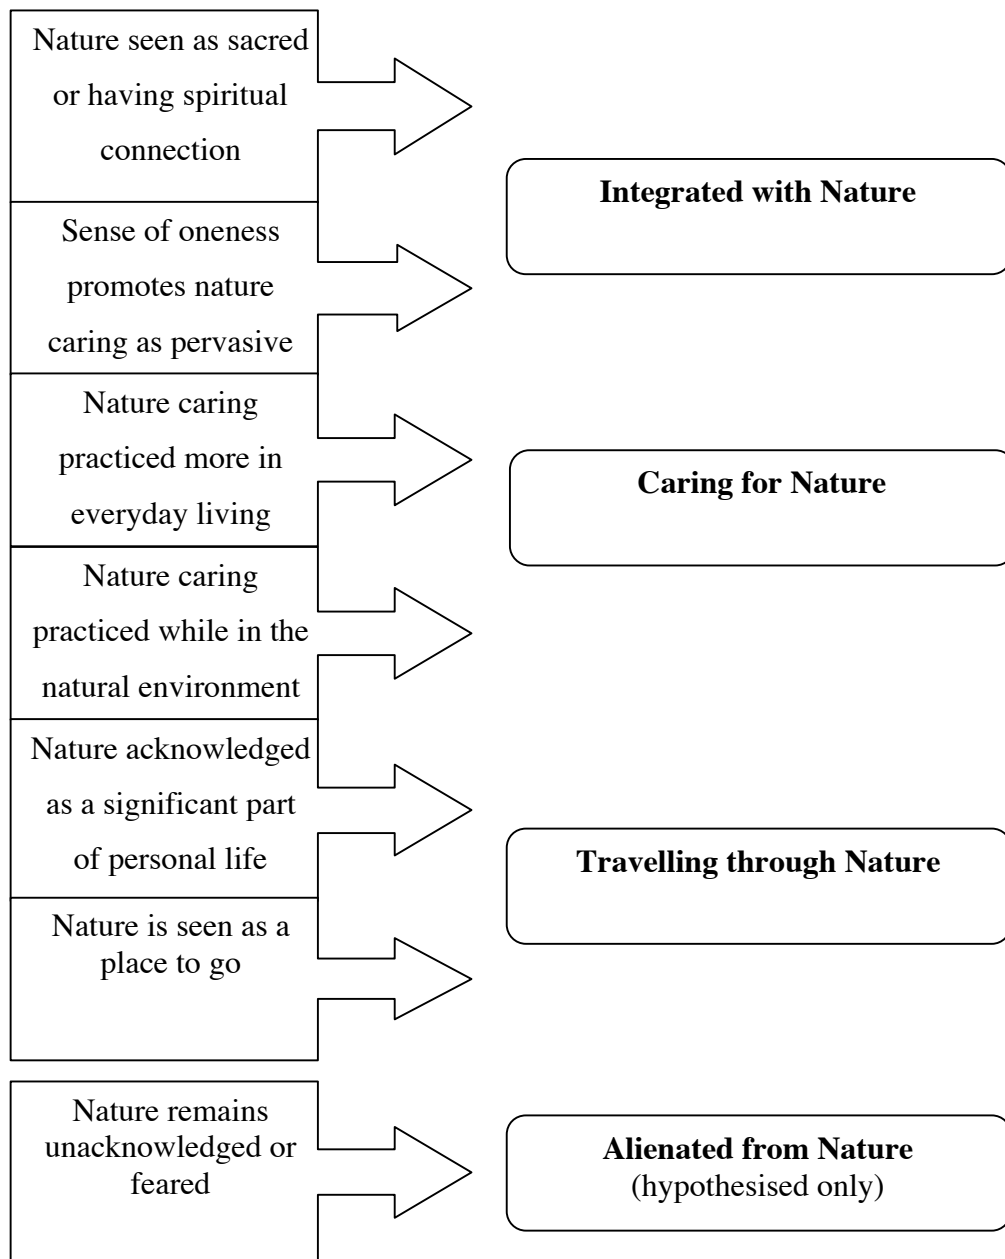 Nature seen as sacred
or having spiritual
connection
Integrated with Nature
Sense of oneness
promotes nature
caring as pervasive
Nature caring
practiced more in
everyday living
Caring for Nature
Nature caring
practiced while in the
natural environment
Nature acknowledged
as a significant part
of personal life
Travelling through Nature
Nature is seen as a
place to go
Nature remains
unacknowledged or
feared
Alienated from Nature
(hypothesised only)